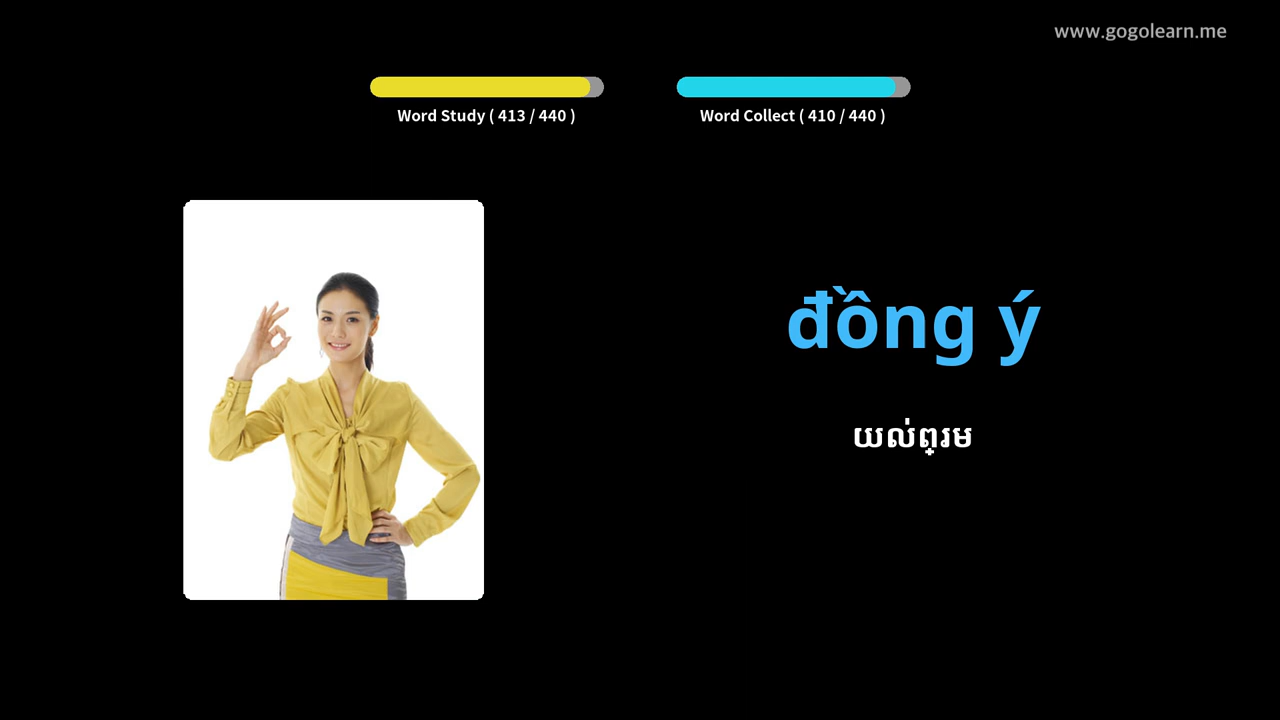 www.gogolearn.me
Word Study ( 413 / 440 )
Word Collect ( 410 / 440 )
đồng ý
យល់ព្រម